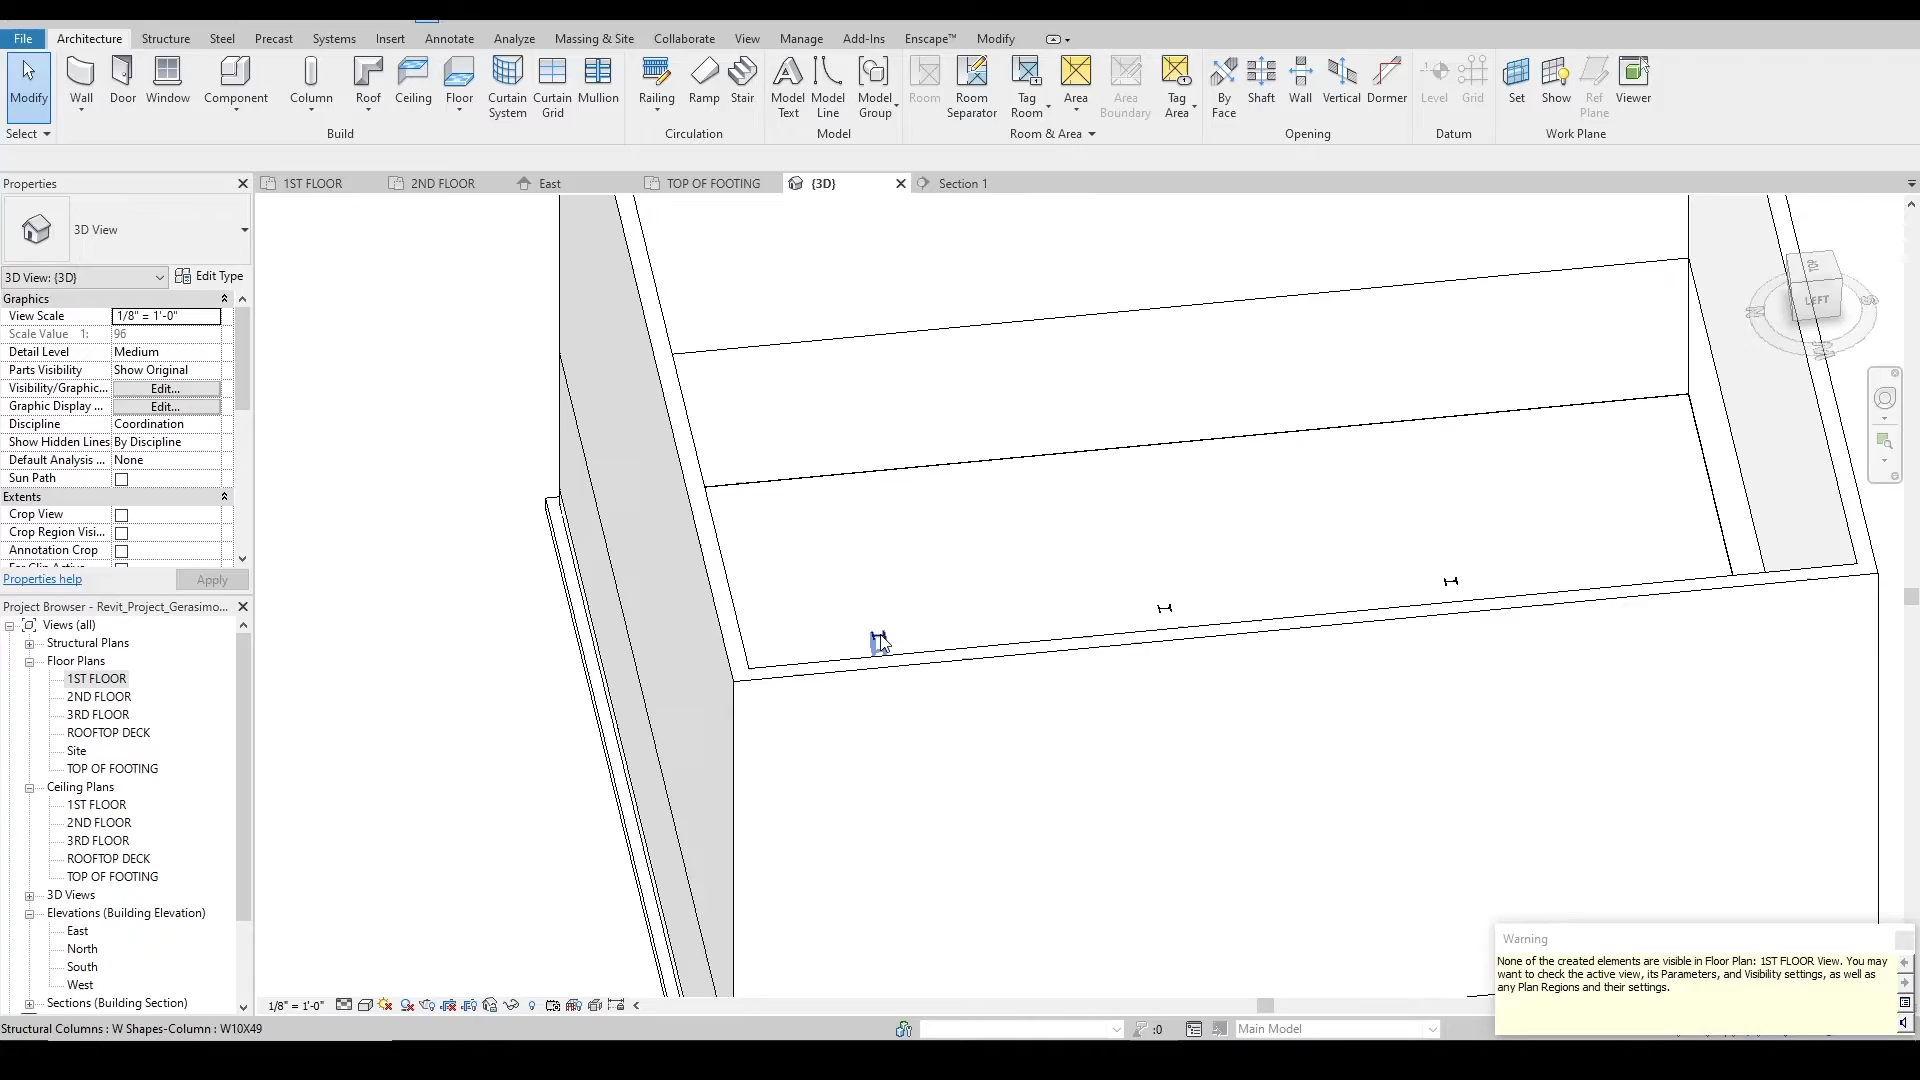 File Architecture Structure Steel Precast Systems Insert Annotate Analyze Massing & Site Collaborate View Manage Add-Ins Enscape™ Modify
Modify Wall Door Window Component Column Roof Ceiling Floor Curtain System Curtain Grid Mullion Railing Ramp Stair Model Text Model Line Model Group Room Room Separator Tag Room Area Area Boundary Tag Area By Face Shaft Wall Vertical Dormer Level Grid Set Show Ref Plane Viewer
Select Build Circulation Model Room & Area Opening Datum Work Plane
Properties
1ST FLOOR 2ND FLOOR East TOP OF FOOTING {3D} Section 1
3D View
3D View: {3D} Edit Type
Graphics
View Scale 1/8" = 1'-0"
Scale Value 1: 96
Detail Level Medium
Parts Visibility Show Original
Visibility/Graphic... Edit...
Graphic Display ... Edit...
Discipline Coordination
Show Hidden Lines By Discipline
Default Analysis ... None
Sun Path
Extents
Crop View
Crop Region Visi...
Annotation Crop
Properties help Apply
Project Browser - Revit_Project_Gerasimo...
Views (all)
Structural Plans
Floor Plans
1ST FLOOR
2ND FLOOR
3RD FLOOR
ROOFTOP DECK
Site
TOP OF FOOTING
Ceiling Plans
1ST FLOOR
2ND FLOOR
3RD FLOOR
ROOFTOP DECK
TOP OF FOOTING
3D Views
Elevations (Building Elevation)
East
North
South
West
Sections (Building Section)
TOP
LEFT
Warning
None of the created elements are visible in Floor Plan: 1ST FLOOR View. You may
want to check the active view, its Parameters, and Visibility settings, as well as
any Plan Regions and their settings.
1/8" = 1'-0"
Structural Columns : W Shapes-Column : W10X49 :0 Main Model